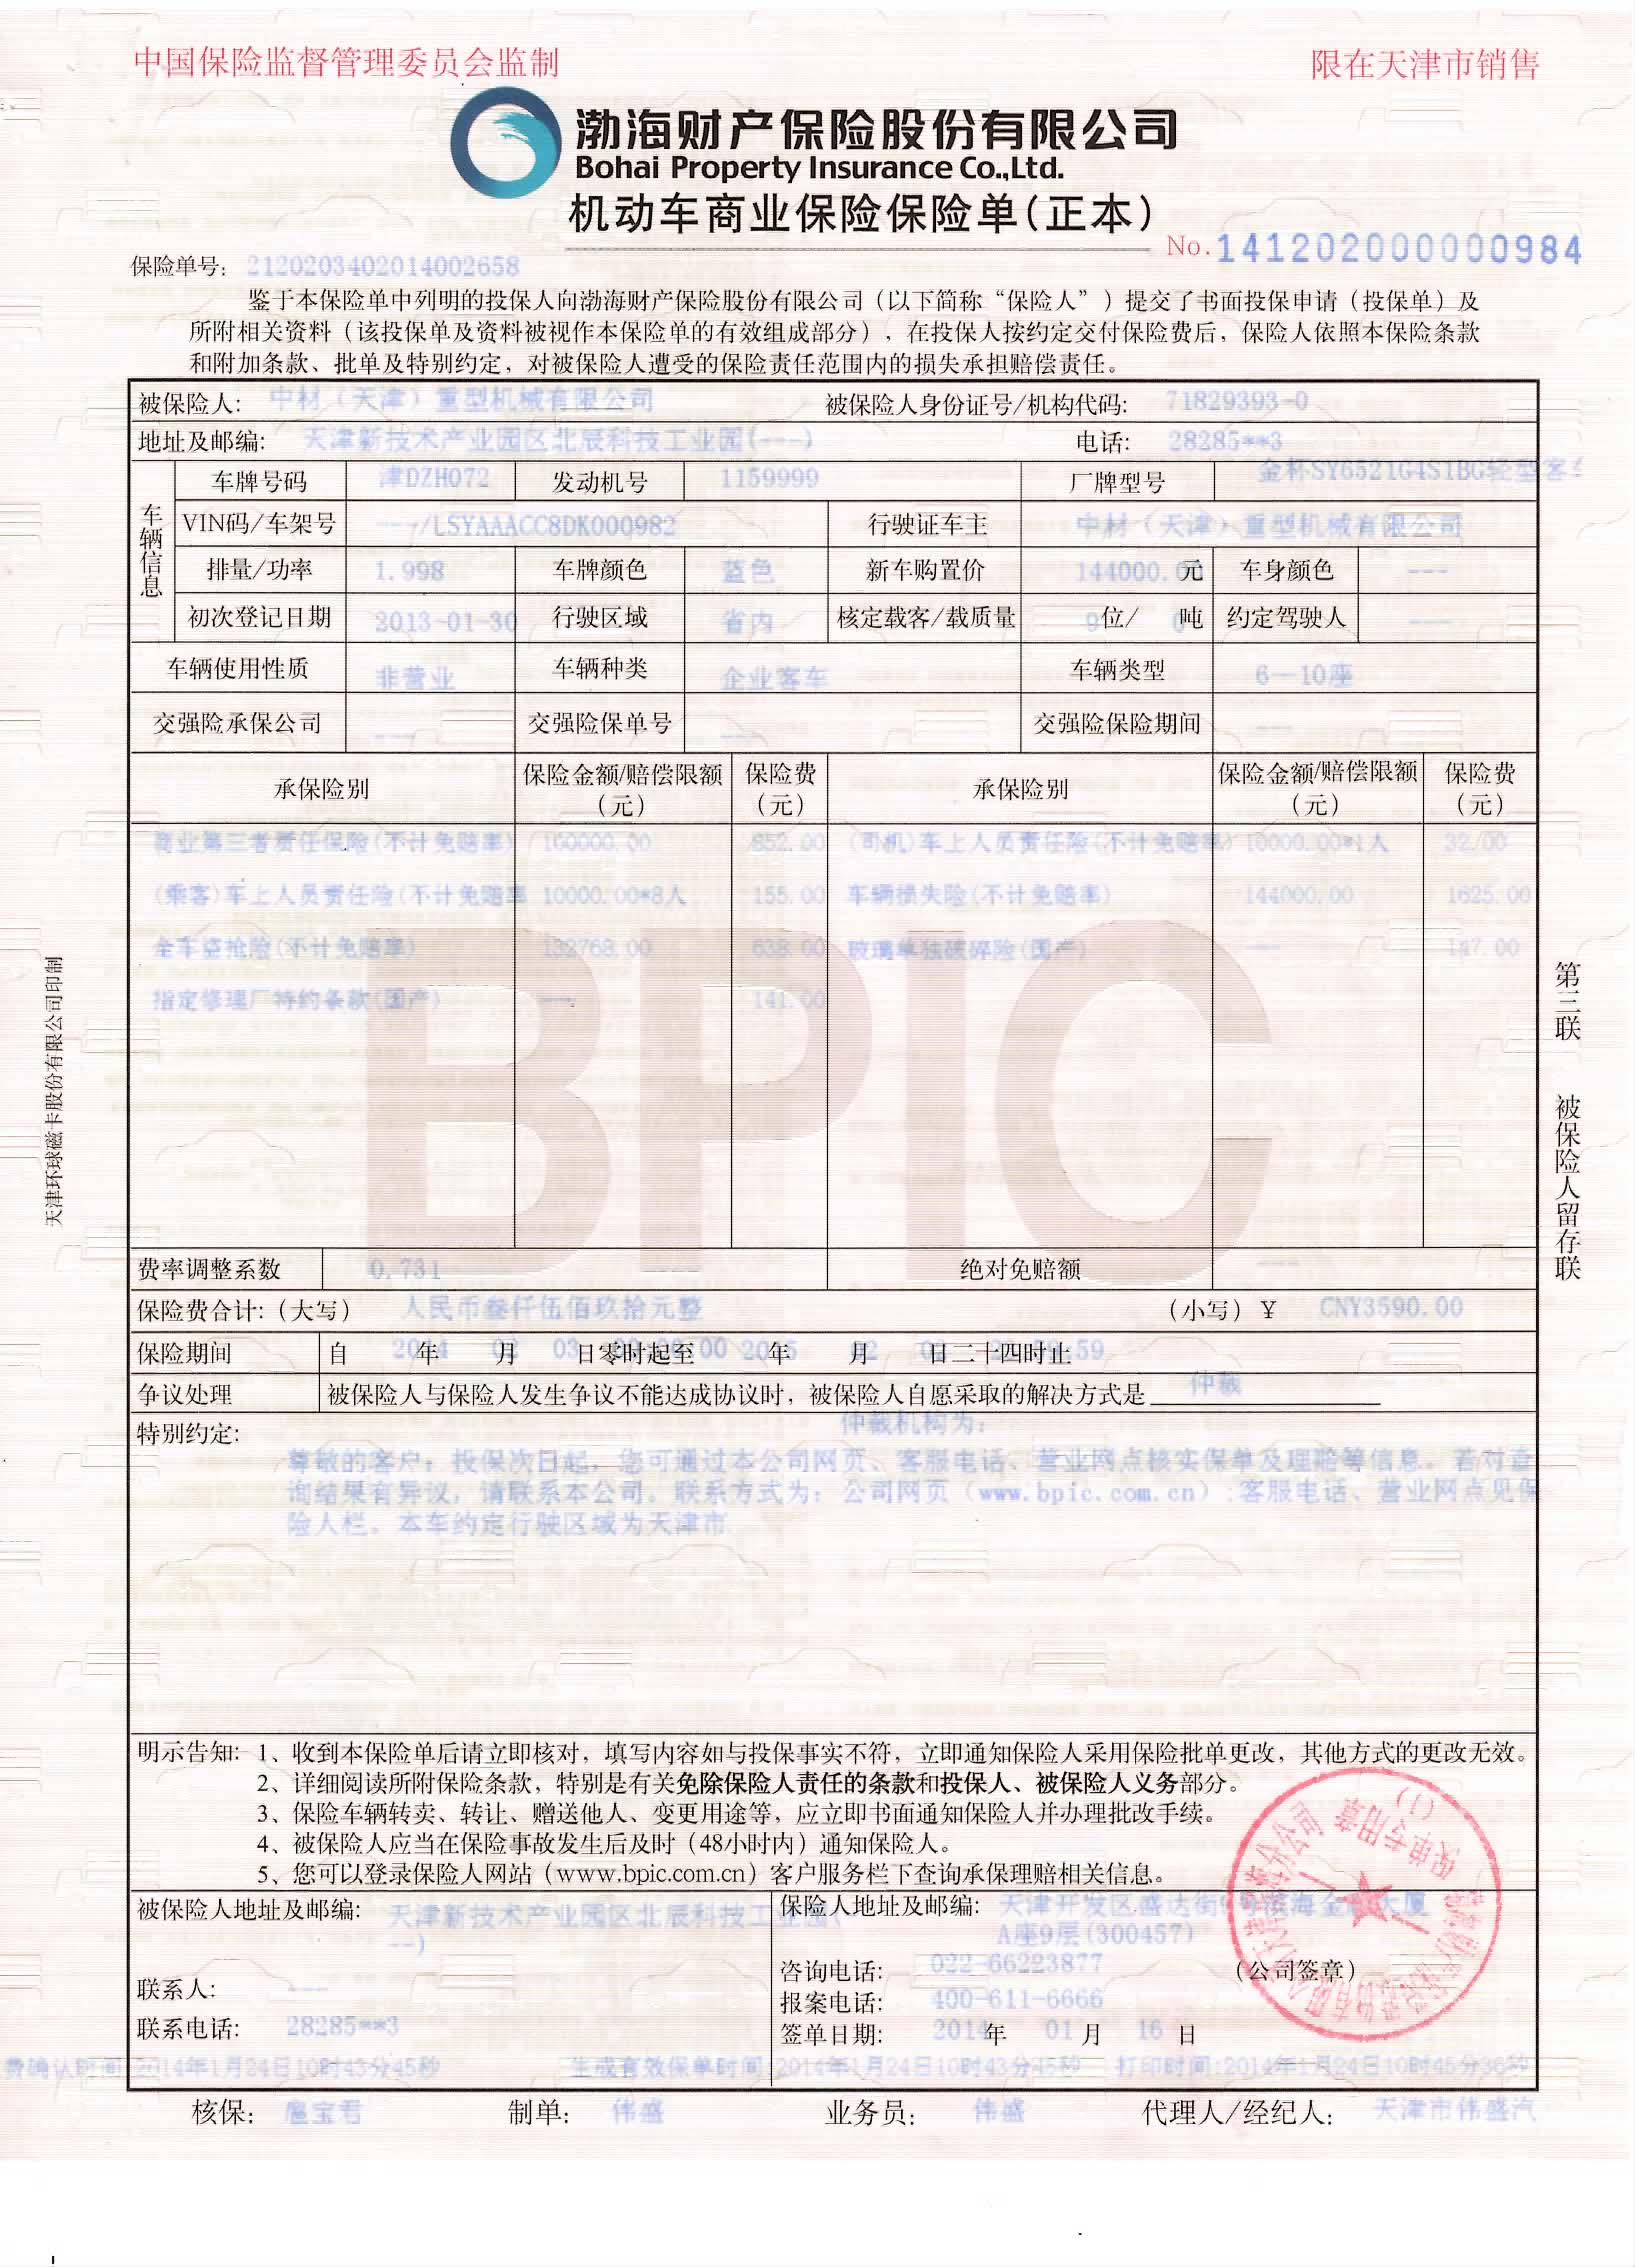 中国保险监督管理委员会监制
限在天津市销售
渤海财产保险股份有限公司
Bohai Property Insurance Co.,Ltd.
机动车商业保险保险单(正本)
No.141202000000984
保险单号: 2120203402014002658
鉴于本保险单中列明的投保人向渤海财产保险股份有限公司(以下简称“保险人”)提交了书面投保申请(投保单)及
所附相关资料(该投保单及资料被视作本保险单的有效组成部分),在投保人按约定交付保险费后,保险人依照本保险条款
和附加条款、批单及特别约定,对被保险人遭受的保险责任范围内的损失承担赔偿责任。
被保险人: 中材(天津)重型机械有限公司 被保险人身份证号/机构代码: 71829393-0
地址及邮编: 天津新技术产业园区北辰科技工业园(---) 电话: 28285**3
车辆信息
车牌号码 津DZH072 发动机号 1159999 厂牌型号 金杯SY6521G4S1BG轻型客车
VIN码/车架号 ---/LSYAAACC8DK000982 行驶证车主 中材(天津)重型机械有限公司
排量/功率 1.998 车牌颜色 蓝色 新车购置价 144000.00元 车身颜色 ---
初次登记日期 2013-01-30 行驶区域 省内 核定载客/载质量 9位/ 0吨 约定驾驶人 ---
车辆使用性质 非营业 车辆种类 企业客车 车辆类型 6—10座
交强险承保公司 --- 交强险保单号 --- 交强险保险期间 ---
承保险别 保险金额/赔偿限额(元) 保险费(元) 承保险别 保险金额/赔偿限额(元) 保险费(元)
商业第三者责任保险(不计免赔率) 100000.00 852.00 (司机)车上人员责任险(不计免赔率) 10000.00*1人 32.00
(乘客)车上人员责任险(不计免赔率 10000.00*8人 155.00 车辆损失险(不计免赔率) 144000.00 1625.00
全车盗抢险(不计免赔率) 132768.00 638.00 玻璃单独破碎险(国产) --- 147.00
指定修理厂特约条款(国产) --- 141.00
BPIC
费率调整系数 0.731 绝对免赔额
保险费合计:(大写) 人民币叁仟伍佰玖拾元整 (小写)¥ CNY3590.00
保险期间 自 2014 年 02 月 03 日零时起至 00:00:00 2015 年 02 月 02 日二十四时止 23:59:59
争议处理 被保险人与保险人发生争议不能达成协议时,被保险人自愿采取的解决方式是 仲裁
仲裁机构为:
特别约定:
尊敬的客户:投保次日起,您可通过本公司网页、客服电话、营业网点核实保单及理赔等信息。若对查
询结果有异议,请联系本公司。联系方式为:公司网页(www.bpic.com.cn);客服电话、营业网点见保
险人栏。本车约定行驶区域为天津市
明示告知: 1、收到本保险单后请立即核对,填写内容如与投保事实不符,立即通知保险人采用保险批单更改,其他方式的更改无效。
2、详细阅读所附保险条款,特别是有关免除保险人责任的条款和投保人、被保险人义务部分。
3、保险车辆转卖、转让、赠送他人、变更用途等,应立即书面通知保险人并办理批改手续。
4、被保险人应当在保险事故发生后及时(48小时内)通知保险人。
5、您可以登录保险人网站(www.bpic.com.cn)客户服务栏下查询承保理赔相关信息。
被保险人地址及邮编: 天津新技术产业园区北辰科技工业园(
--)
联系人: ---
联系电话: 28285**3
保险人地址及邮编: 天津开发区盛达街 号滨海金融大厦
A座9层(300457)
咨询电话: 022-66223877
(公司签章)
报案电话: 400-611-6666
签单日期: 2014年 01 月 16 日
保单专用章
(1)
费确认时间:2014年1月24日10时43分45秒 生成有效保单时间:2014年1月24日10时43分45秒 打印时间:2014年1月24日10时45分36秒
核保: 扈宝君 制单: 伟盛 业务员: 伟盛 代理人/经纪人: 天津市伟盛汽
第三联 被保险人留存联
天津环球磁卡股份有限公司印制